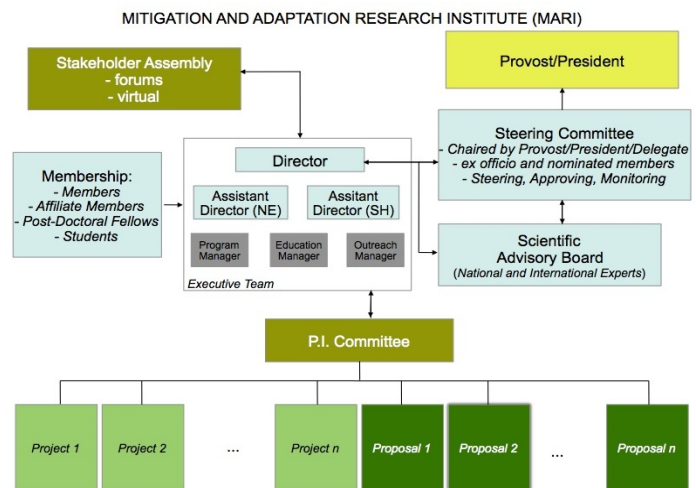 MITIGATION AND ADAPTATION RESEARCH INSTITUTE (MARI)
Stakeholder Assembly
- forums
- virtual
Provost/President
Steering Committee
- Chaired by Provost/President/Delegate
- ex officio and nominated members
- Steering, Approving, Monitoring
Director
Membership:
- Members
- Affiliate Members
- Post-Doctoral Fellows
- Students
Assistant
Director (NE)
Assitant
Director (SH)
Program
Manager
Education
Manager
Outreach
Manager
Executive Team
Scientific
Advisory Board
(National and International Experts)
P.I. Committee
Project 1
Project 2
...
Project n
Proposal 1
Proposal 2
...
Proposal n